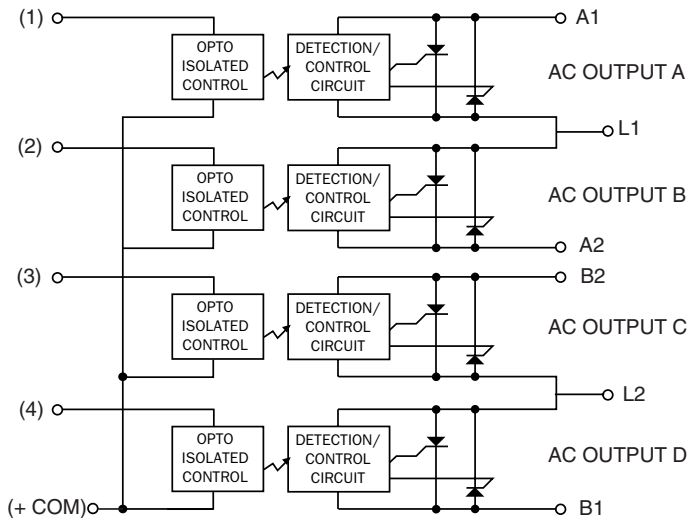 (1)
A1
OPTO
ISOLATED
CONTROL
DETECTION/
CONTROL
CIRCUIT
AC OUTPUT A
L1
(2)
OPTO
ISOLATED
CONTROL
DETECTION/
CONTROL
CIRCUIT
AC OUTPUT B
A2
(3)
B2
OPTO
ISOLATED
CONTROL
DETECTION/
CONTROL
CIRCUIT
AC OUTPUT C
L2
(4)
OPTO
ISOLATED
CONTROL
DETECTION/
CONTROL
CIRCUIT
AC OUTPUT D
(+ COM)
B1